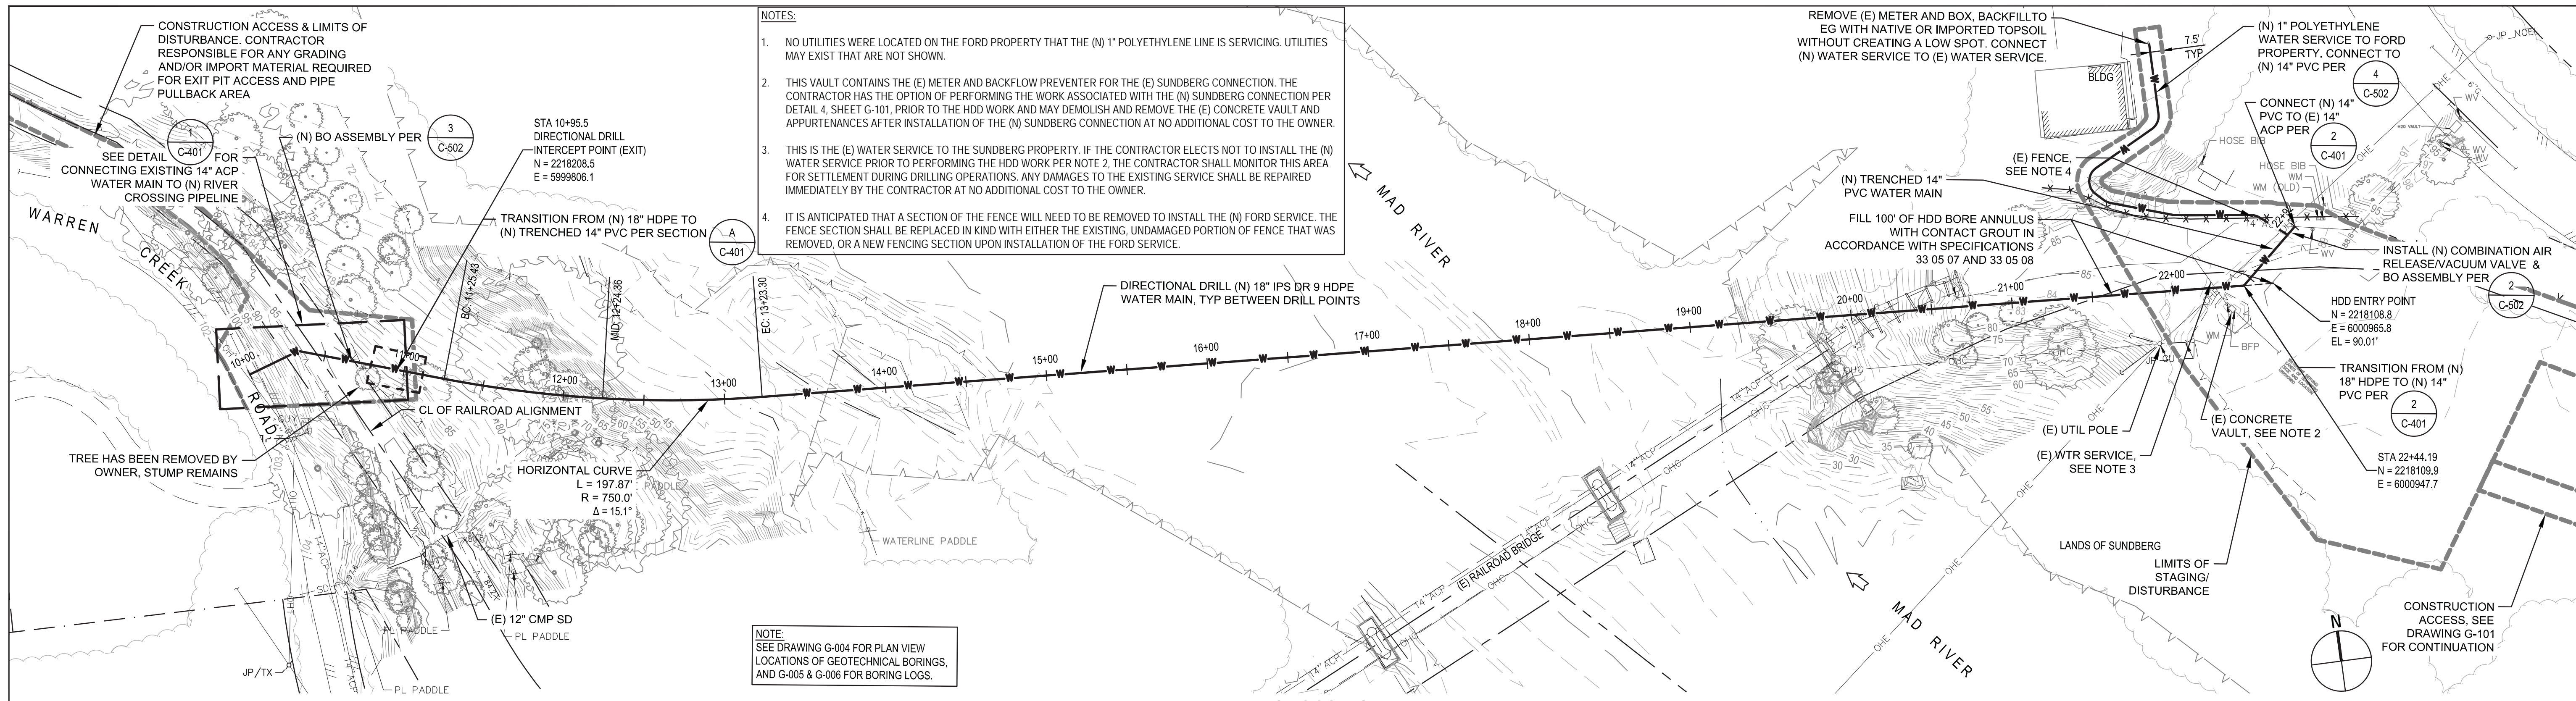 CONSTRUCTION ACCESS & LIMITS OF
DISTURBANCE. CONTRACTOR
RESPONSIBLE FOR ANY GRADING
AND/OR IMPORT MATERIAL REQUIRED
FOR EXIT PIT ACCESS AND PIPE
PULLBACK AREA
1
C-401
SEE DETAIL FOR
CONNECTING EXISTING 14" ACP
WATER MAIN TO (N) RIVER
CROSSING PIPELINE
(N) BO ASSEMBLY PER
3
C-502
STA 10+95.5
DIRECTIONAL DRILL
INTERCEPT POINT (EXIT)
N = 2218208.5
E = 5999806.1
TRANSITION FROM (N) 18" HDPE TO
(N) TRENCHED 14" PVC PER SECTION
A
C-401
WARREN
CREEK
ROAD
NOTES:
1. NO UTILITIES WERE LOCATED ON THE FORD PROPERTY THAT THE (N) 1" POLYETHYLENE LINE IS SERVICING. UTILITIES
MAY EXIST THAT ARE NOT SHOWN.
2. THIS VAULT CONTAINS THE (E) METER AND BACKFLOW PREVENTER FOR THE (E) SUNDBERG CONNECTION. THE
CONTRACTOR HAS THE OPTION OF PERFORMING THE WORK ASSOCIATED WITH THE (N) SUNDBERG CONNECTION PER
DETAIL 4, SHEET G-101, PRIOR TO THE HDD WORK AND MAY DEMOLISH AND REMOVE THE (E) CONCRETE VAULT AND
APPURTENANCES AFTER INSTALLATION OF THE (N) SUNDBERG CONNECTION AT NO ADDITIONAL COST TO THE OWNER.
3. THIS IS THE (E) WATER SERVICE TO THE SUNDBERG PROPERTY. IF THE CONTRACTOR ELECTS NOT TO INSTALL THE (N)
WATER SERVICE PRIOR TO PERFORMING THE HDD WORK PER NOTE 2, THE CONTRACTOR SHALL MONITOR THIS AREA
FOR SETTLEMENT DURING DRILLING OPERATIONS. ANY DAMAGES TO THE EXISTING SERVICE SHALL BE REPAIRED
IMMEDIATELY BY THE CONTRACTOR AT NO ADDITIONAL COST TO THE OWNER.
4. IT IS ANTICIPATED THAT A SECTION OF THE FENCE WILL NEED TO BE REMOVED TO INSTALL THE (N) FORD SERVICE. THE
FENCE SECTION SHALL BE REPLACED IN KIND WITH EITHER THE EXISTING, UNDAMAGED PORTION OF FENCE THAT WAS
REMOVED, OR A NEW FENCING SECTION UPON INSTALLATION OF THE FORD SERVICE.
MAD RIVER
REMOVE (E) METER AND BOX, BACKFILLTO
EG WITH NATIVE OR IMPORTED TOPSOIL
WITHOUT CREATING A LOW SPOT. CONNECT
(N) WATER SERVICE TO (E) WATER SERVICE.
7.5'
TYP
BLDG
(N) 1" POLYETHYLENE
WATER SERVICE TO FORD
PROPERTY. CONNECT TO
(N) 14" PVC PER
4
C-502
JP_NOEL
CONNECT (N) 14"
PVC TO (E) 14"
ACP PER
2
C-401
HDD VAULT
WV
HOSE BIB
HOSE BIB
WM
WM (OLD)
OHE
(E) FENCE,
SEE NOTE 4
(N) TRENCHED 14"
PVC WATER MAIN
FILL 100' OF HDD BORE ANNULUS
WITH CONTACT GROUT IN
ACCORDANCE WITH SPECIFICATIONS
33 05 07 AND 33 05 08
INSTALL (N) COMBINATION AIR
RELEASE/VACUUM VALVE &
BO ASSEMBLY PER
2
C-502
HDD ENTRY POINT
N = 2218108.8
E = 6000965.8
EL = 90.01'
DIRECTIONAL DRILL (N) 18" IPS DR 9 HDPE
WATER MAIN, TYP BETWEEN DRILL POINTS
BC: 11+25.43
MID: 12+24.36
EC: 13+23.30
10+00
12+00
13+00
14+00
15+00
16+00
17+00
18+00
19+00
20+00
21+00
22+00
CL OF RAILROAD ALIGNMENT
TREE HAS BEEN REMOVED BY
OWNER, STUMP REMAINS
HORIZONTAL CURVE
L = 197.87'
R = 750.0'
Δ = 15.1°
PADDLE
WATERLINE PADDLE
WM
BFP
TRANSITION FROM (N)
18" HDPE TO (N) 14"
PVC PER
2
C-401
(E) UTIL POLE
(E) WTR SERVICE,
SEE NOTE 3
(E) CONCRETE
VAULT, SEE NOTE 2
STA 22+44.19
N = 2218109.9
E = 6000947.7
14" ACP
OHC
(E) RAILROAD BRIDGE
LANDS OF SUNDBERG
LIMITS OF
STAGING/
DISTURBANCE
MAD RIVER
CONSTRUCTION
ACCESS, SEE
DRAWING G-101
FOR CONTINUATION
N
(E) 12" CMP SD
PL PADDLE
PL PADDLE
JP/TX
PL PADDLE
NOTE:
SEE DRAWING G-004 FOR PLAN VIEW
LOCATIONS OF GEOTECHNICAL BORINGS,
AND G-005 & G-006 FOR BORING LOGS.